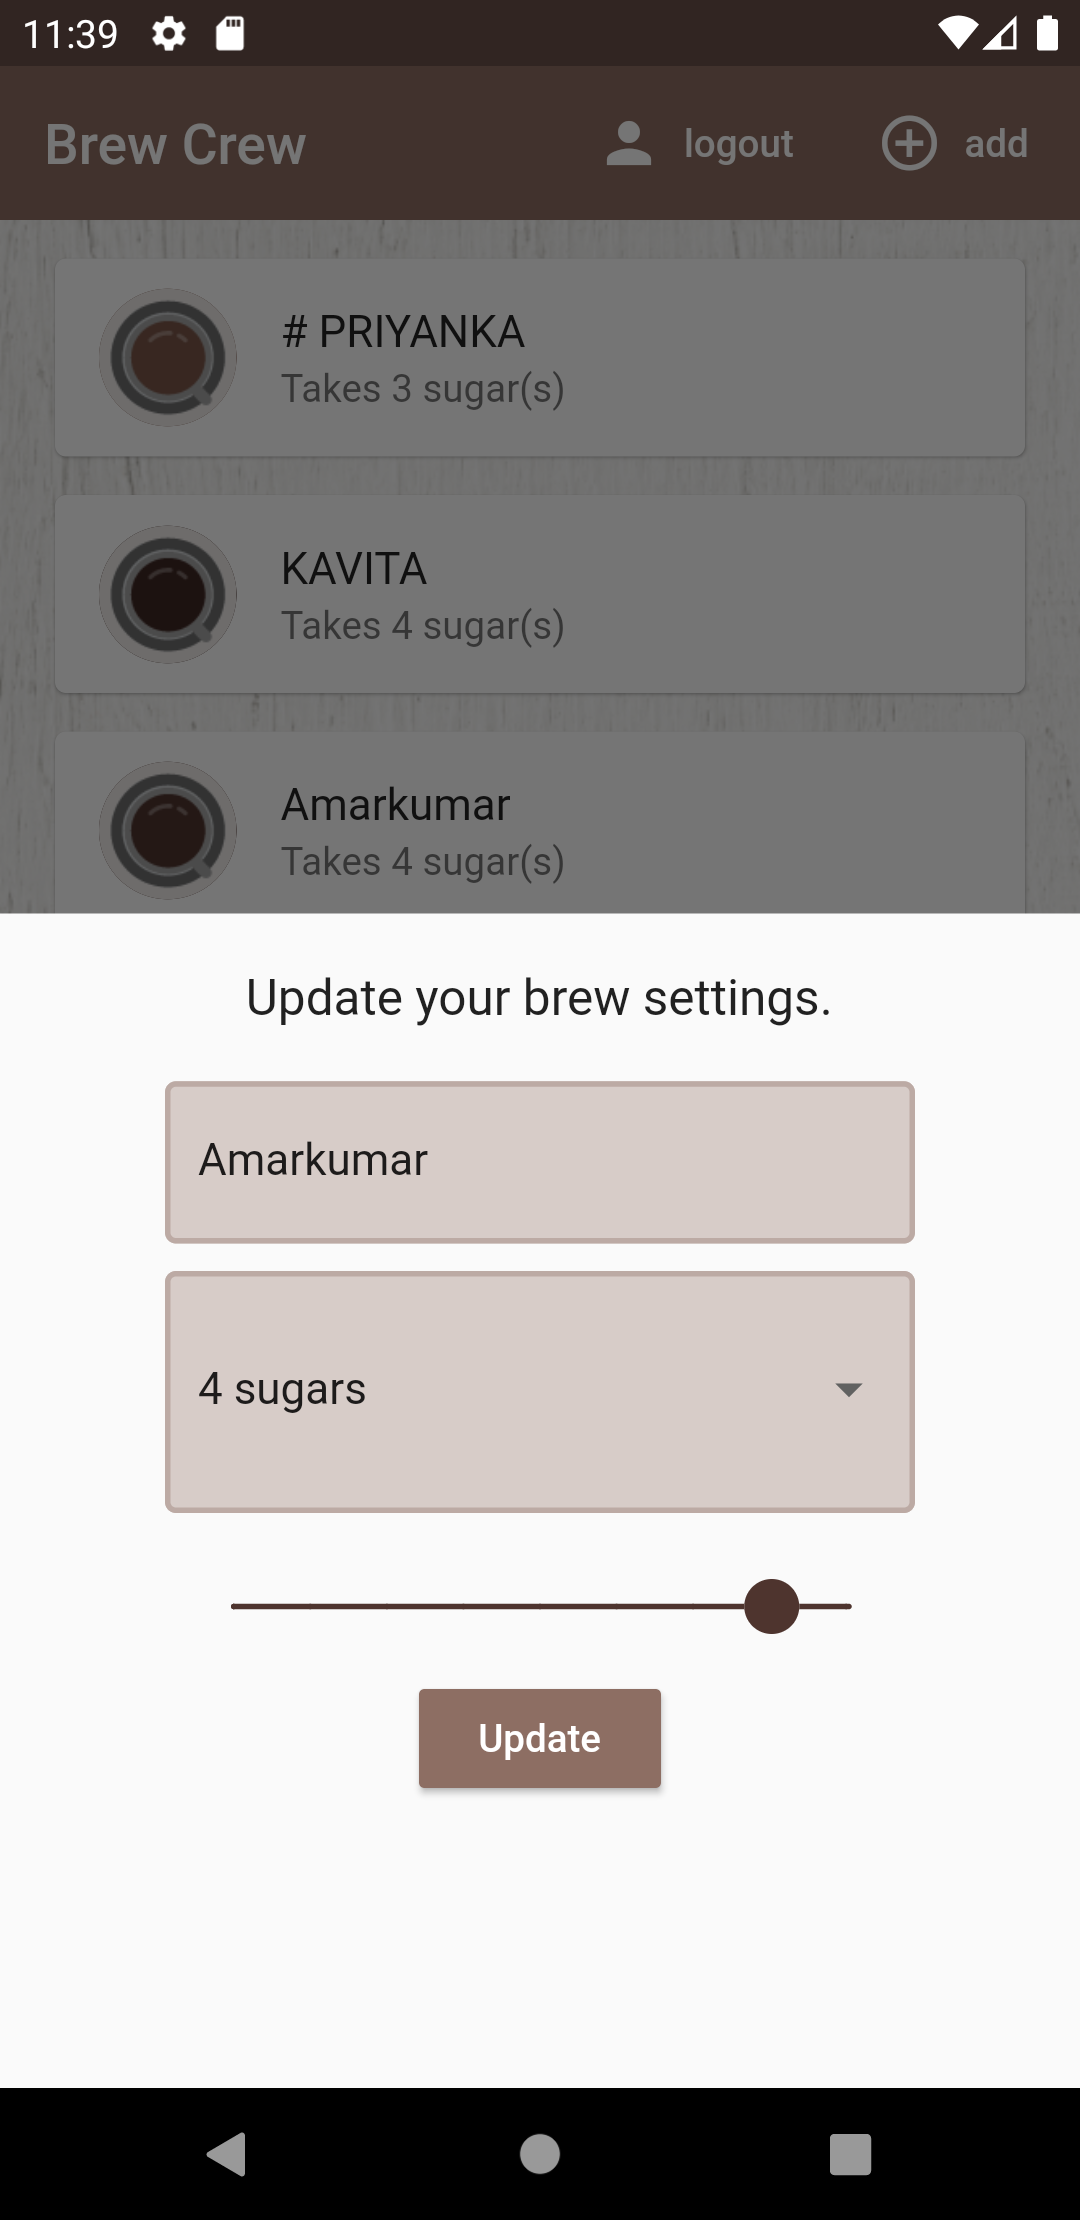 11:39
Brew Crew
logout
add
# PRIYANKA
Takes 3 sugar(s)
KAVITA
Takes 4 sugar(s)
Amarkumar
Takes 4 sugar(s)
Update your brew settings.
Amarkumar
4 sugars
Update